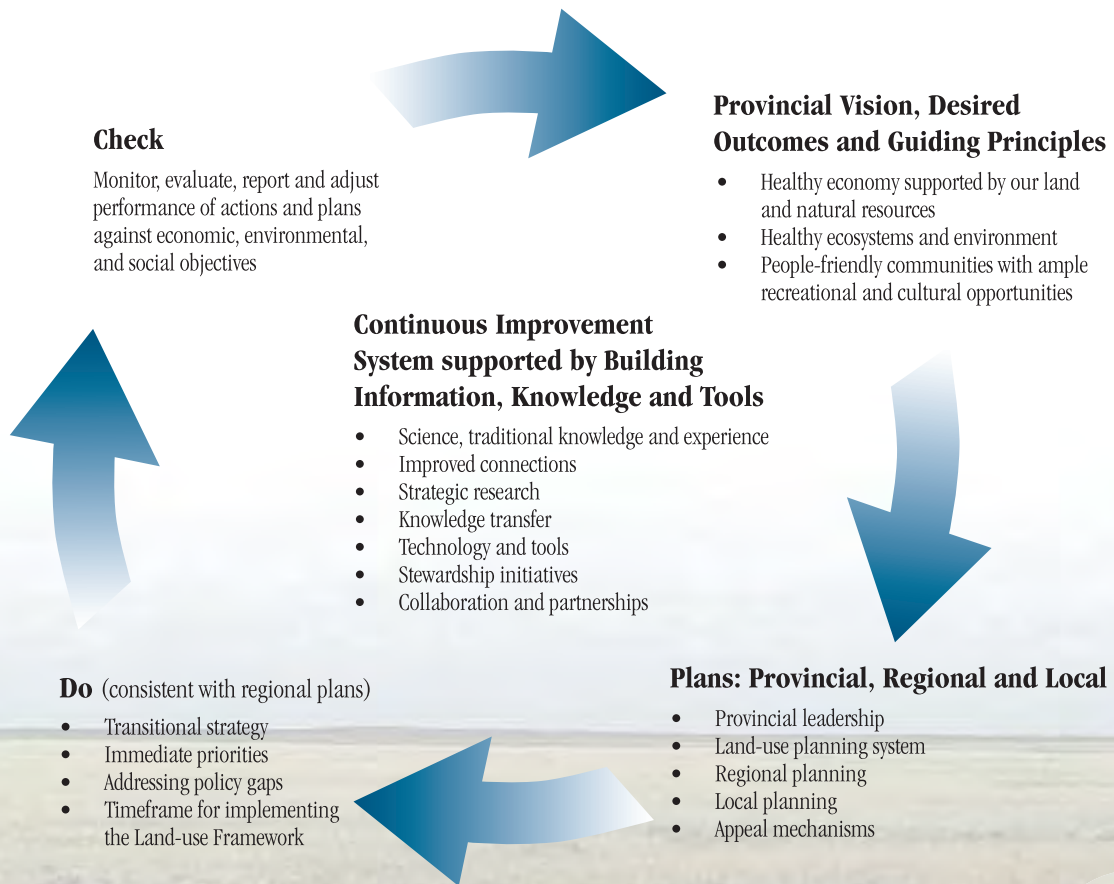 Check
Monitor, evaluate, report and adjust
performance of actions and plans
against economic, environmental,
and social objectives
Provincial Vision, Desired
Outcomes and Guiding Principles
• Healthy economy supported by our land
and natural resources
• Healthy ecosystems and environment
• People-friendly communities with ample
recreational and cultural opportunities
Continuous Improvement
System supported by Building
Information, Knowledge and Tools
• Science, traditional knowledge and experience
• Improved connections
• Strategic research
• Knowledge transfer
• Technology and tools
• Stewardship initiatives
• Collaboration and partnerships
Do (consistent with regional plans)
• Transitional strategy
• Immediate priorities
• Addressing policy gaps
• Timeframe for implementing
the Land-use Framework
Plans: Provincial, Regional and Local
• Provincial leadership
• Land-use planning system
• Regional planning
• Local planning
• Appeal mechanisms